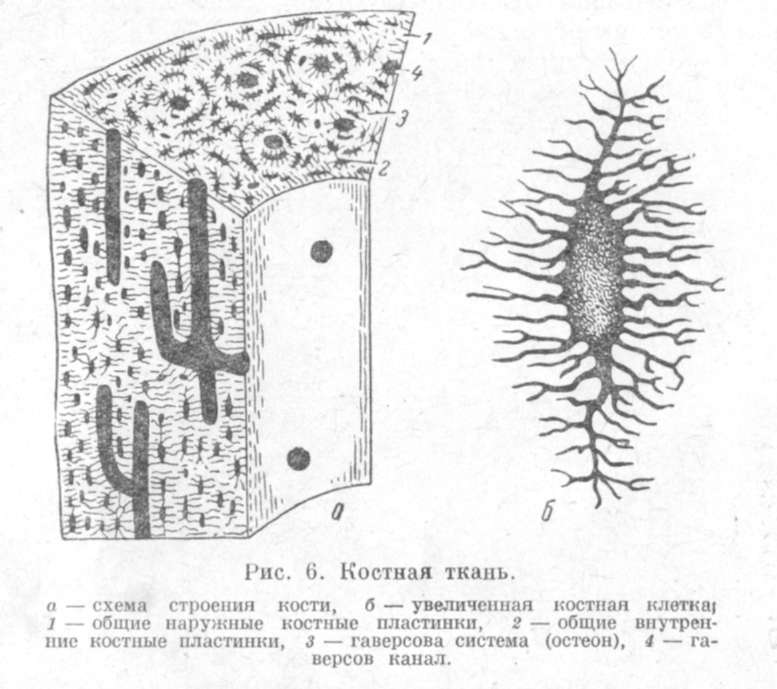 1
4
3
2
а
б
Рис. 6. Костная ткань.
а — схема строения кости, б — увеличенная костная клетка;
1 — общие наружные костные пластинки, 2 — общие внутрен-
ние костные пластинки, 3 — гаверсова система (остеон), 4 — га-
версов канал.